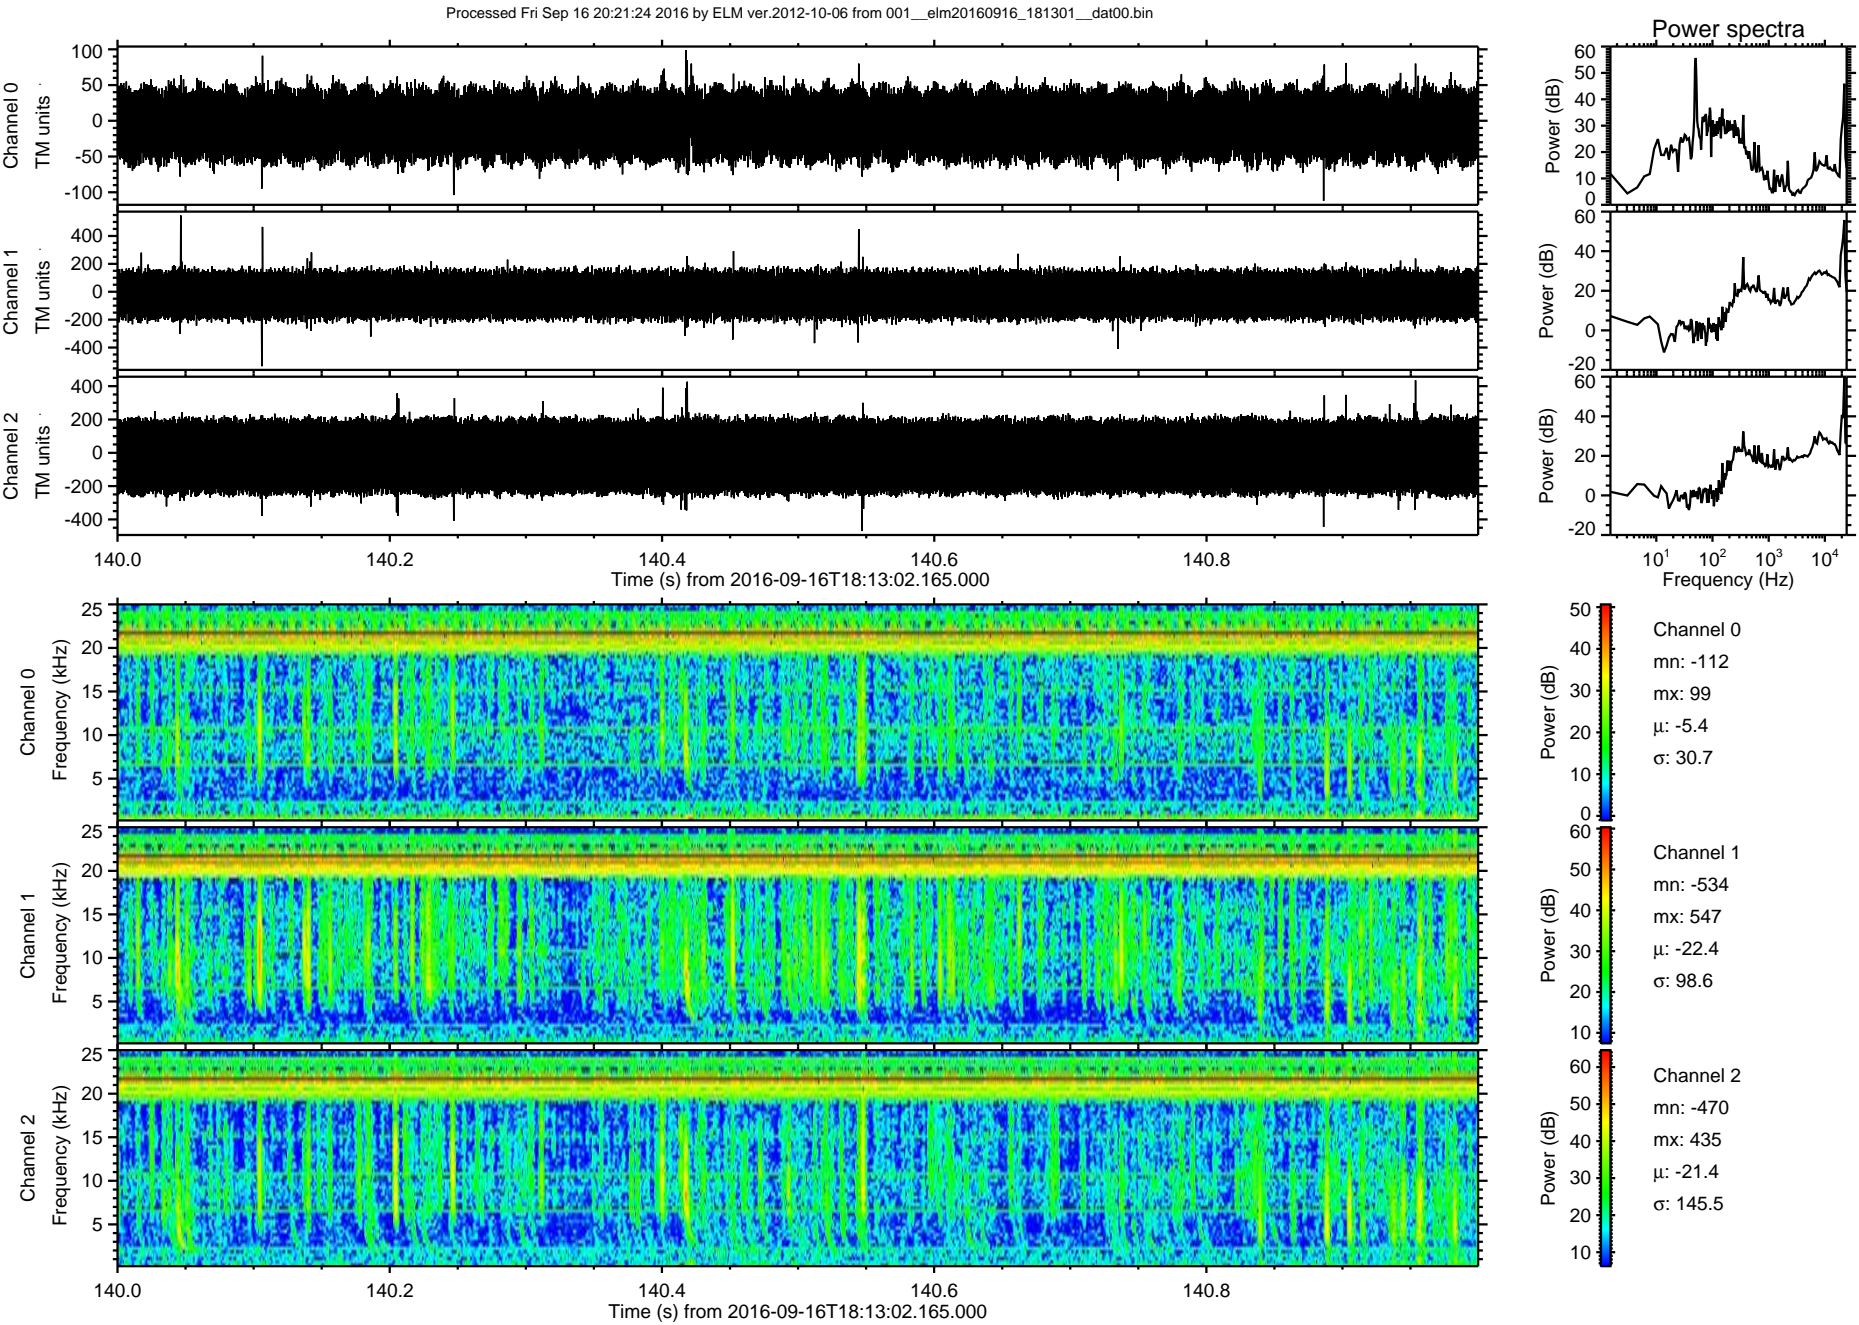 Processed Fri Sep 16 20:21:24 2016 by ELM ver.2012-10-06 from 001__elm20160916_181301__dat00.bin
Power spectra
Channel 0
TM units
100
50
0
-50
-100
Power (dB)
60
50
40
30
20
10
0
Channel 1
TM units
400
200
0
-200
-400
Power (dB)
60
40
20
0
-20
Channel 2
TM units
400
200
0
-200
-400
Power (dB)
60
40
20
0
-20
140.0 140.2 140.4 140.6 140.8
Time (s) from 2016-09-16T18:13:02.165.000
10^1 10^2 10^3 10^4
Frequency (Hz)
Channel 0
Frequency (kHz)
25
20
15
10
5
Power (dB)
50
40
30
20
10
0
Channel 0
mn: -112
mx: 99
µ: -5.4
σ: 30.7
Channel 1
Frequency (kHz)
25
20
15
10
5
Power (dB)
60
50
40
30
20
10
Channel 1
mn: -534
mx: 547
µ: -22.4
σ: 98.6
Channel 2
Frequency (kHz)
25
20
15
10
5
Power (dB)
60
50
40
30
20
10
Channel 2
mn: -470
mx: 435
µ: -21.4
σ: 145.5
140.0 140.2 140.4 140.6 140.8
Time (s) from 2016-09-16T18:13:02.165.000